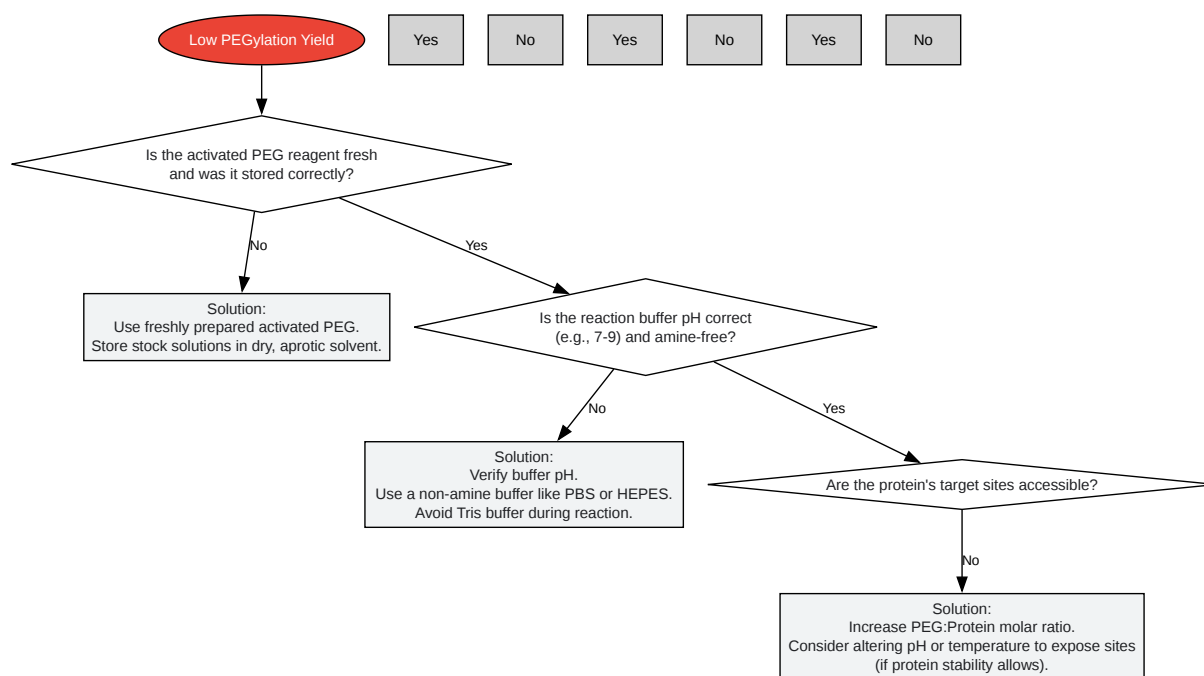 Low PEGylation Yield
Yes
No
Yes
No
Yes
No
Is the activated PEG reagent fresh
and was it stored correctly?
No
Yes
Solution:
Use freshly prepared activated PEG.
Store stock solutions in dry, aprotic solvent.
Is the reaction buffer pH correct
(e.g., 7-9) and amine-free?
No
Yes
Solution:
Verify buffer pH.
Use a non-amine buffer like PBS or HEPES.
Avoid Tris buffer during reaction.
Are the protein's target sites accessible?
No
Solution:
Increase PEG:Protein molar ratio.
Consider altering pH or temperature to expose sites
(if protein stability allows).